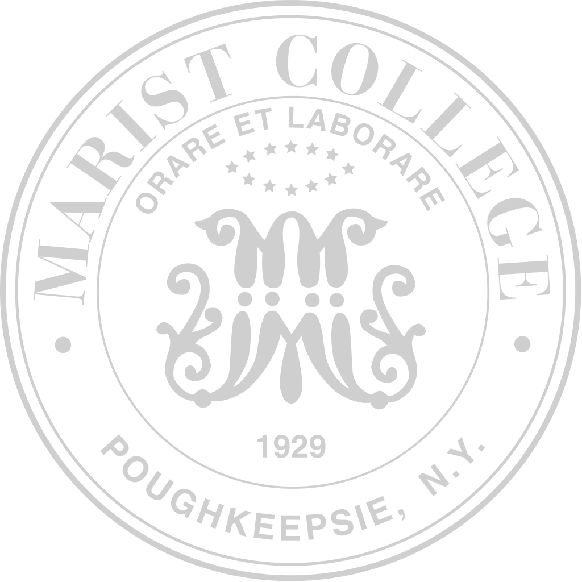 MARIST COLLEGE
ORARE ET LABORARE
1929
POUGHKEEPSIE, N.Y.